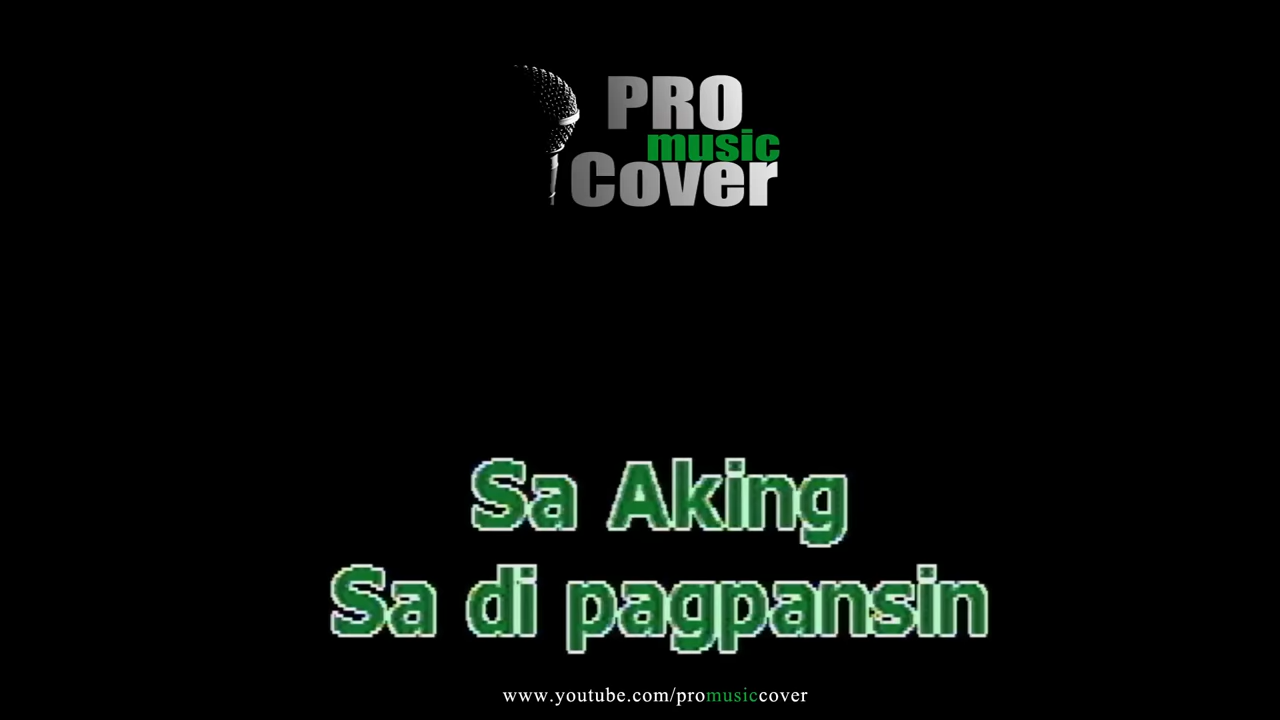 PRO
music
Cover
Sa Aking
Sa di pagpansin
www.youtube.com/promusiccover